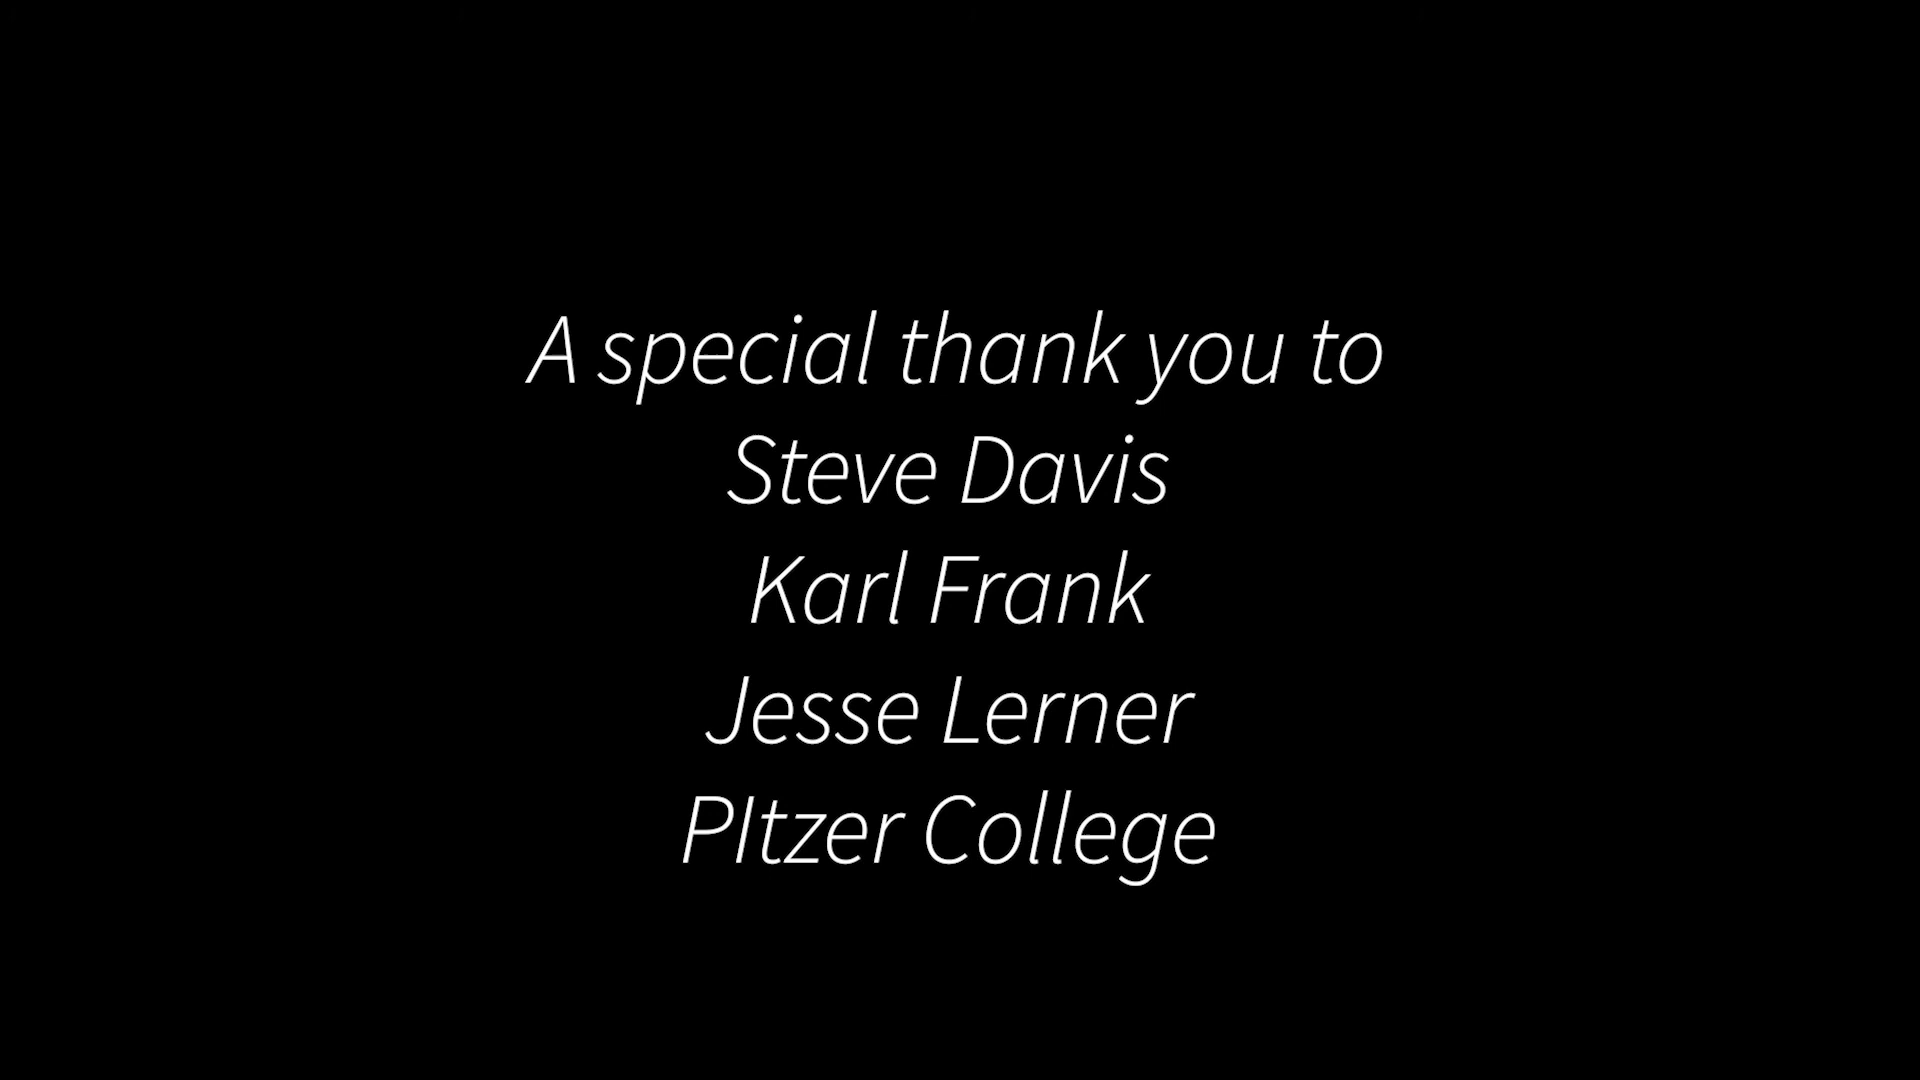 A special thank you to
Steve Davis
Karl Frank
Jesse Lerner
PItzer College